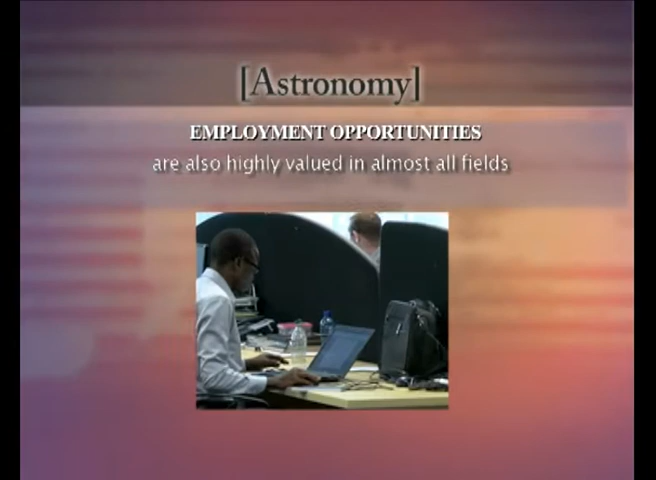 [Astronomy]
EMPLOYMENT OPPORTUNITIES
are also highly valued in almost all fields